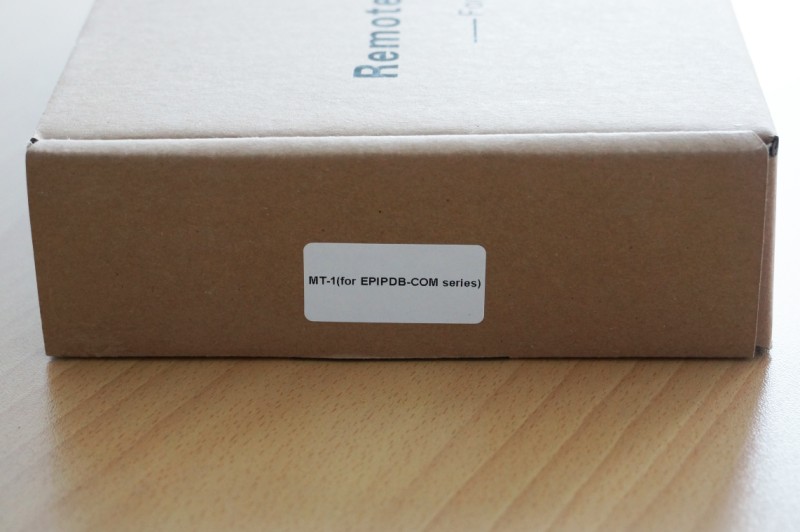 Remote
MT-1(for EPIPDB-COM series)